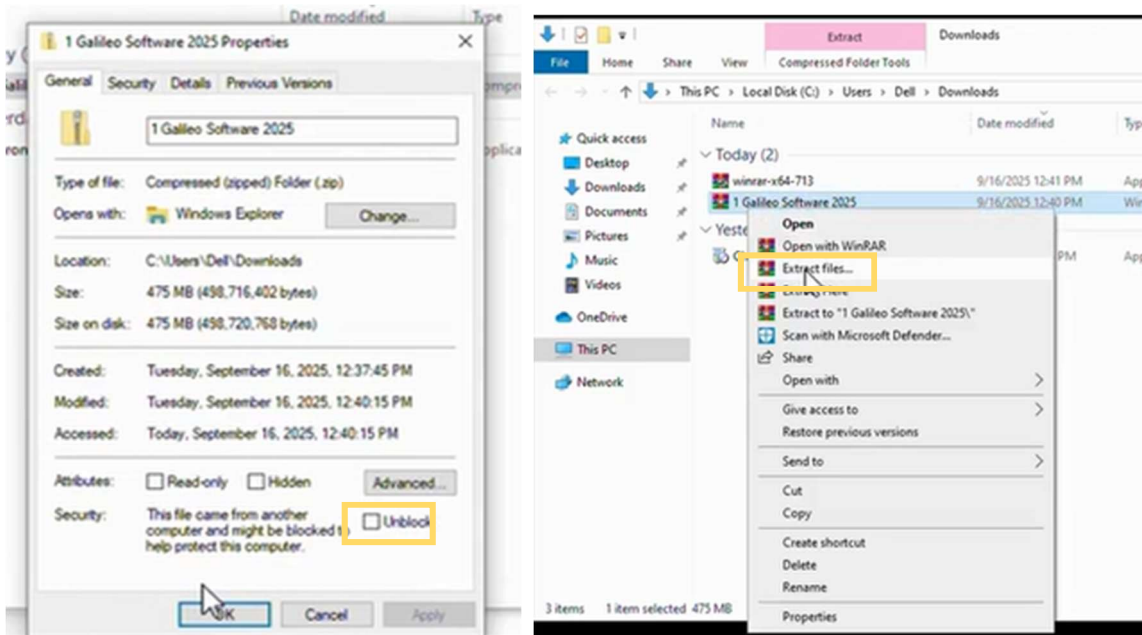 Date modified
Type
1 Galileo Software 2025 Properties
General
Security
Details
Previous Versions
1 Galileo Software 2025
Type of file:
Compressed (zipped) Folder (.zip)
Opens with:
Windows Explorer
Change...
Location:
C:\Users\Dell\Downloads
Size:
475 MB (498,716,402 bytes)
Size on disk:
475 MB (498,720,768 bytes)
Created:
Tuesday, September 16, 2025, 12:37:45 PM
Modified:
Tuesday, September 16, 2025, 12:40:15 PM
Accessed:
Today, September 16, 2025, 12:40:15 PM
Attributes:
Read-only
Hidden
Advanced...
Security:
This file came from another
computer and might be blocked to
help protect this computer.
Unblock
OK
Cancel
Apply
Extract
Downloads
File
Home
Share
View
Compressed Folder Tools
This PC > Local Disk (C:) > Users > Dell > Downloads
Quick access
Desktop
Downloads
Documents
Pictures
Music
Videos
OneDrive
This PC
Network
Name
Date modified
Typ
Today (2)
winrar-x64-713
9/16/2025 12:41 PM
App
1 Galileo Software 2025
9/16/2025 12:40 PM
Win
Yeste
PM
App
Open
Open with WinRAR
Extract files...
Extract Here
Extract to "1 Galileo Software 2025\"
Scan with Microsoft Defender...
Share
Open with
Give access to
Restore previous versions
Send to
Cut
Copy
Create shortcut
Delete
Rename
Properties
3 items
1 item selected 475 MB